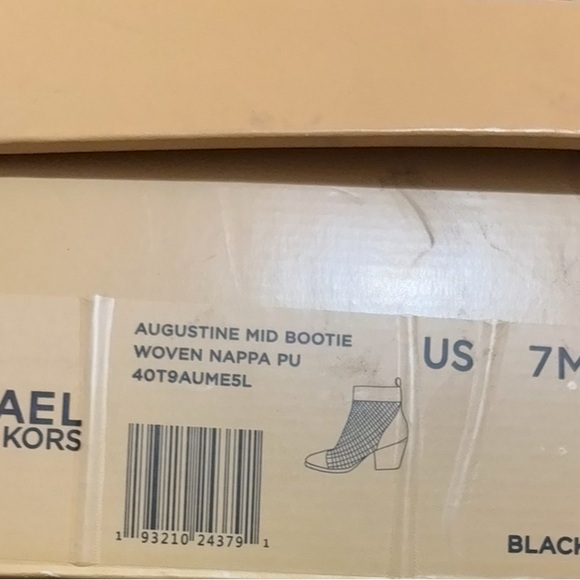 AEL
KORS
AUGUSTINE MID BOOTIE
WOVEN NAPPA PU
40T9AUME5L
US 7M
1 93210 24379 1
BLACK